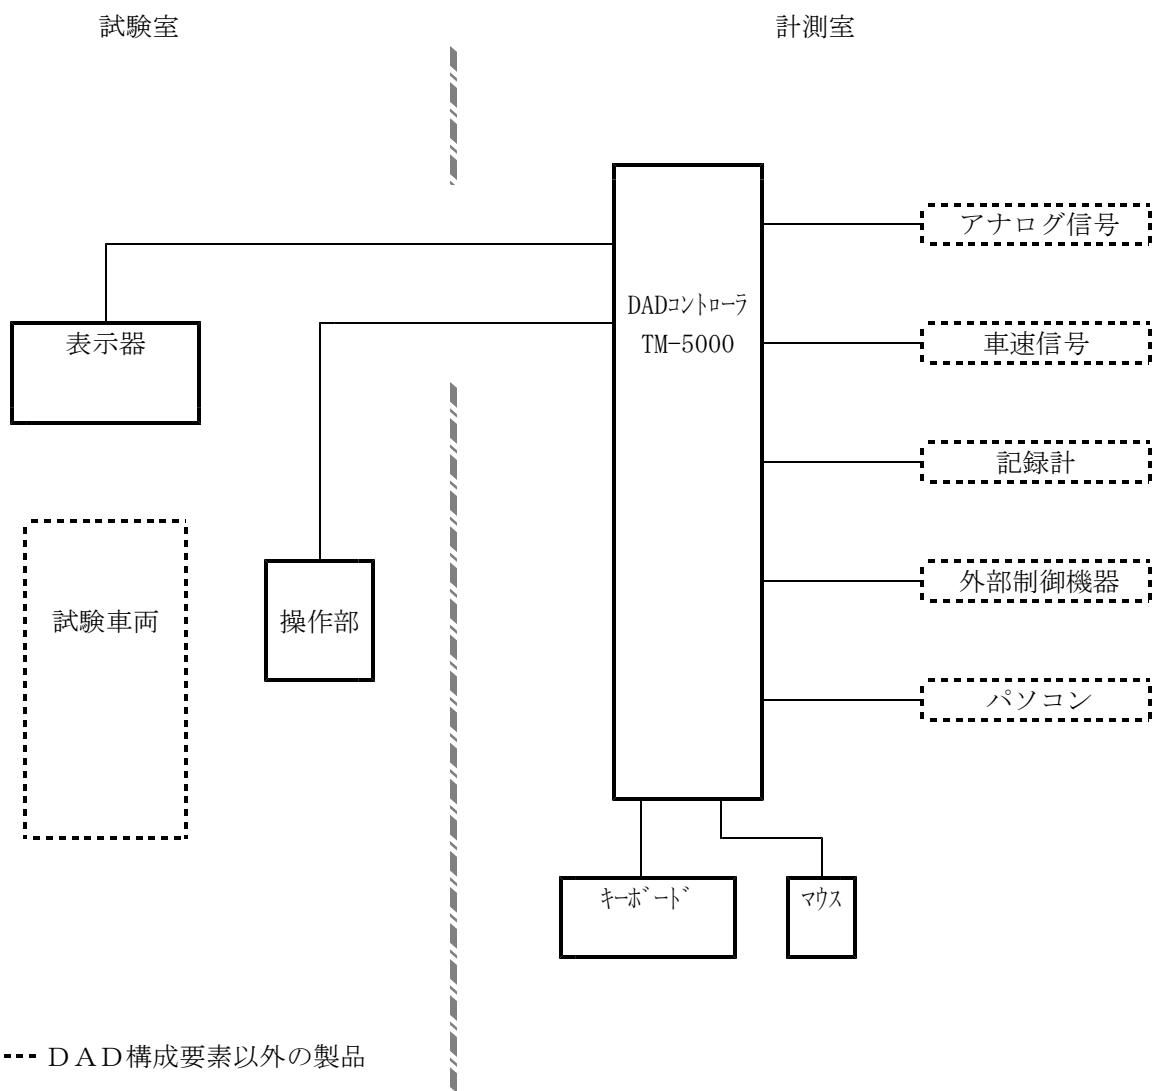 試験室
計測室
アナログ信号
DADｺﾝﾄﾛｰﾗ
TM-5000
表示器
車速信号
記録計
試験車両
操作部
外部制御機器
パソコン
ｷｰﾎﾞｰﾄﾞ
ﾏｳｽ
ＤＡＤ構成要素以外の製品